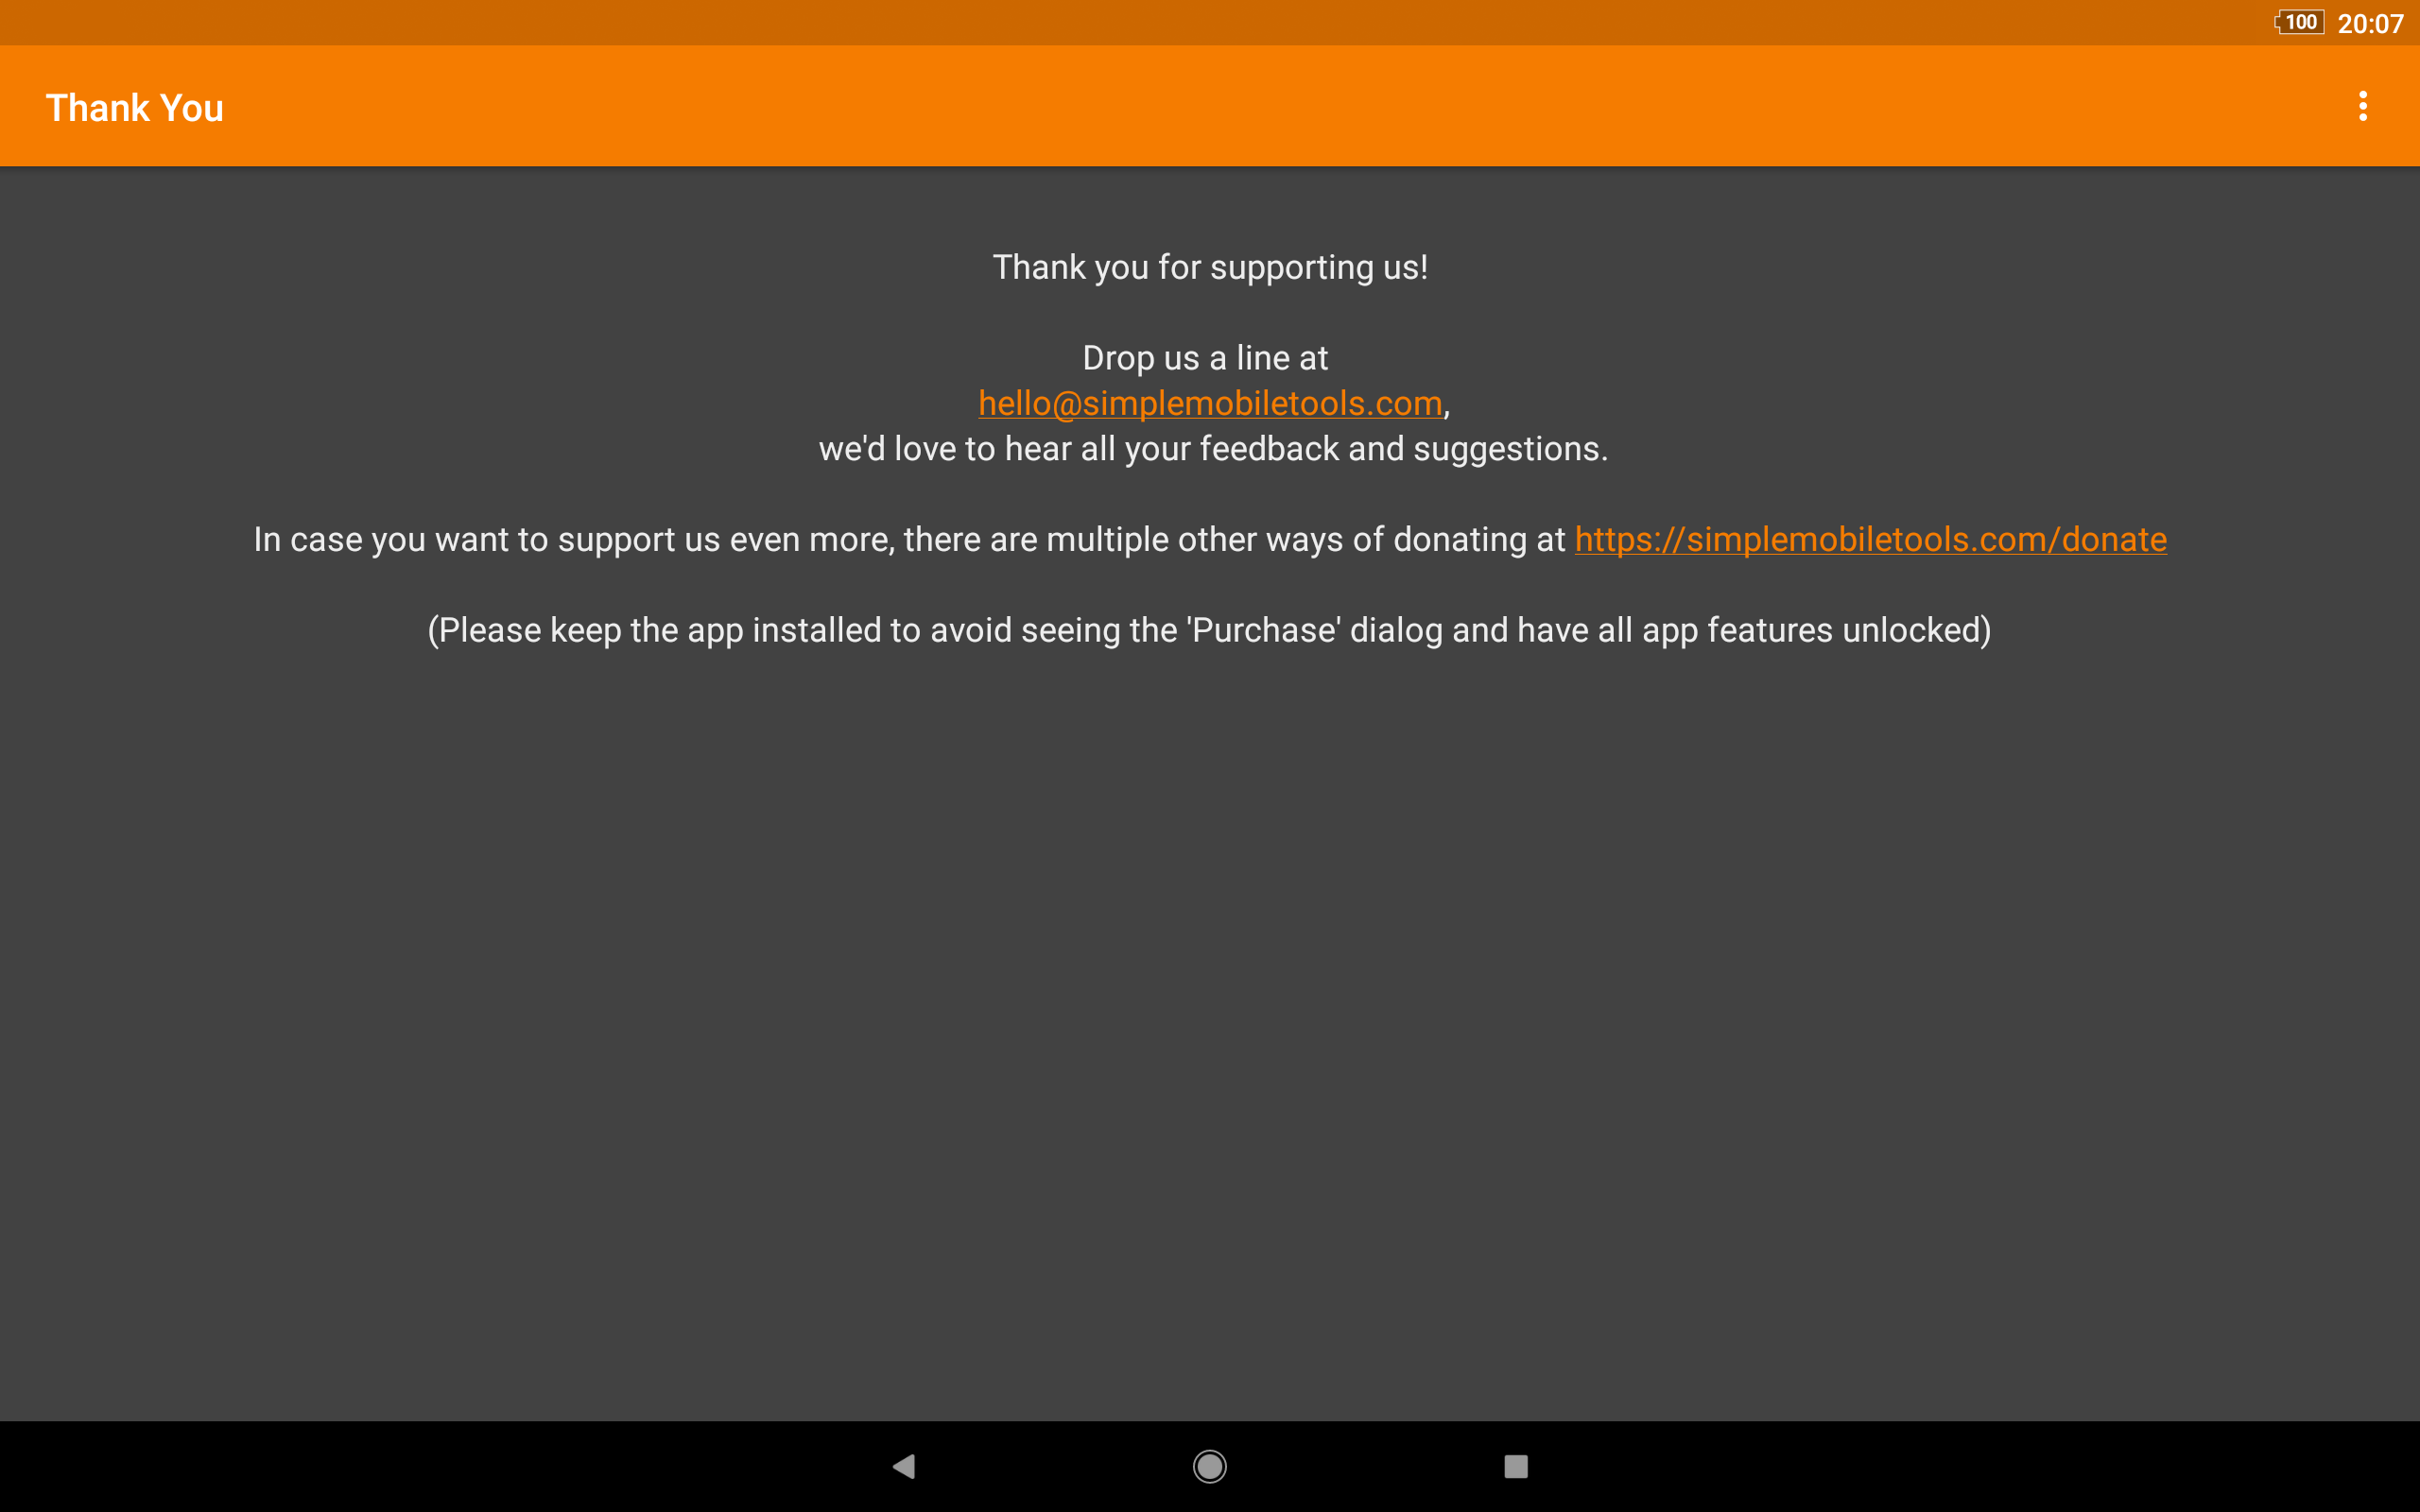 100 20:07
Thank You
Thank you for supporting us!
Drop us a line at
hello@simplemobiletools.com,
we'd love to hear all your feedback and suggestions.
In case you want to support us even more, there are multiple other ways of donating at https://simplemobiletools.com/donate
(Please keep the app installed to avoid seeing the 'Purchase' dialog and have all app features unlocked)